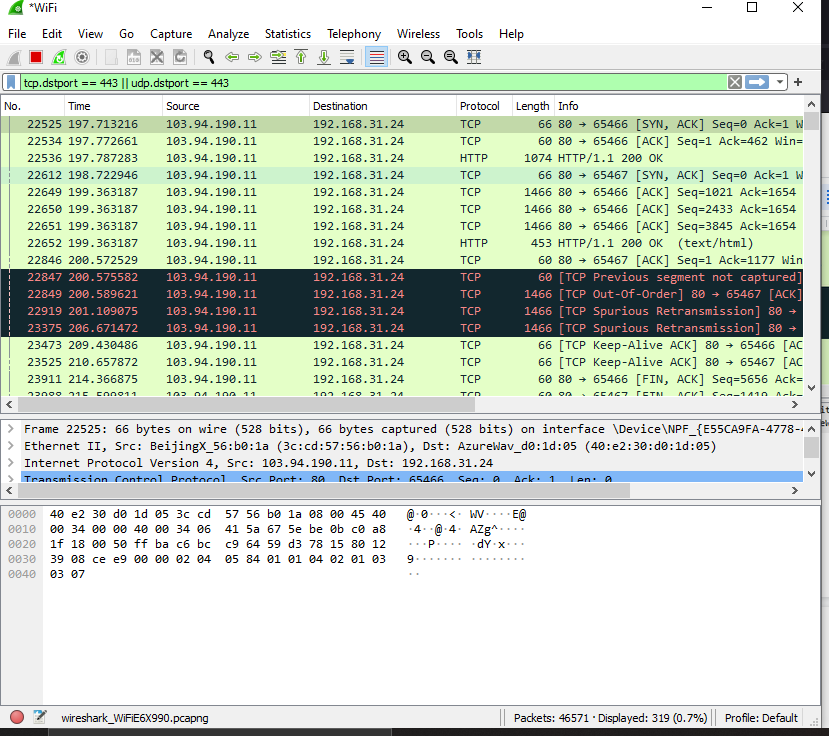 *WiFi
File Edit View Go Capture Analyze Statistics Telephony Wireless Tools Help
tcp.dstport == 443 || udp.dstport == 443
No. Time Source Destination Protocol Length Info
22525 197.713216 103.94.190.11 192.168.31.24 TCP 66 80 → 65466 [SYN, ACK] Seq=0 Ack=1 W
22534 197.772661 103.94.190.11 192.168.31.24 TCP 60 80 → 65466 [ACK] Seq=1 Ack=462 Win=
22536 197.787283 103.94.190.11 192.168.31.24 HTTP 1074 HTTP/1.1 200 OK
22612 198.722946 103.94.190.11 192.168.31.24 TCP 66 80 → 65467 [SYN, ACK] Seq=0 Ack=1 W
22649 199.363187 103.94.190.11 192.168.31.24 TCP 1466 80 → 65466 [ACK] Seq=1021 Ack=1654
22650 199.363187 103.94.190.11 192.168.31.24 TCP 1466 80 → 65466 [ACK] Seq=2433 Ack=1654
22651 199.363187 103.94.190.11 192.168.31.24 TCP 1466 80 → 65466 [ACK] Seq=3845 Ack=1654
22652 199.363187 103.94.190.11 192.168.31.24 HTTP 453 HTTP/1.1 200 OK (text/html)
22846 200.572529 103.94.190.11 192.168.31.24 TCP 60 80 → 65467 [ACK] Seq=1 Ack=1177 Win
22847 200.575582 103.94.190.11 192.168.31.24 TCP 60 [TCP Previous segment not captured]
22849 200.589621 103.94.190.11 192.168.31.24 TCP 1466 [TCP Out-Of-Order] 80 → 65467 [ACK]
22919 201.109075 103.94.190.11 192.168.31.24 TCP 1466 [TCP Spurious Retransmission] 80 →
23375 206.671472 103.94.190.11 192.168.31.24 TCP 1466 [TCP Spurious Retransmission] 80 →
23473 209.430486 103.94.190.11 192.168.31.24 TCP 66 [TCP Keep-Alive ACK] 80 → 65466 [AC
23525 210.657872 103.94.190.11 192.168.31.24 TCP 66 [TCP Keep-Alive ACK] 80 → 65467 [AC
23911 214.366875 103.94.190.11 192.168.31.24 TCP 60 80 → 65466 [FIN, ACK] Seq=5656 Ack=
23988 215.599811 103.94.190.11 192.168.31.24 TCP 60 80 → 65467 [FIN, ACK] Seq=1419 Ack=
Frame 22525: 66 bytes on wire (528 bits), 66 bytes captured (528 bits) on interface \Device\NPF_{E55CA9FA-4778-
Ethernet II, Src: BeijingX_56:b0:1a (3c:cd:57:56:b0:1a), Dst: AzureWav_d0:1d:05 (40:e2:30:d0:1d:05)
Internet Protocol Version 4, Src: 103.94.190.11, Dst: 192.168.31.24
Transmission Control Protocol, Src Port: 80, Dst Port: 65466, Seq: 0, Ack: 1, Len: 0
0000 40 e2 30 d0 1d 05 3c cd 57 56 b0 1a 08 00 45 40 @·0···<· WV····E@
0010 00 34 00 00 40 00 34 06 41 5a 67 5e be 0b c0 a8 ·4··@·4· AZg^····
0020 1f 18 00 50 ff ba c6 bc c9 64 59 d3 78 15 80 12 ···P···· ·dY·x···
0030 39 08 ce e9 00 00 02 04 05 84 01 01 04 02 01 03 9······· ········
0040 03 07 ··
wireshark_WiFiE6X990.pcapng Packets: 46571 · Displayed: 319 (0.7%) Profile: Default